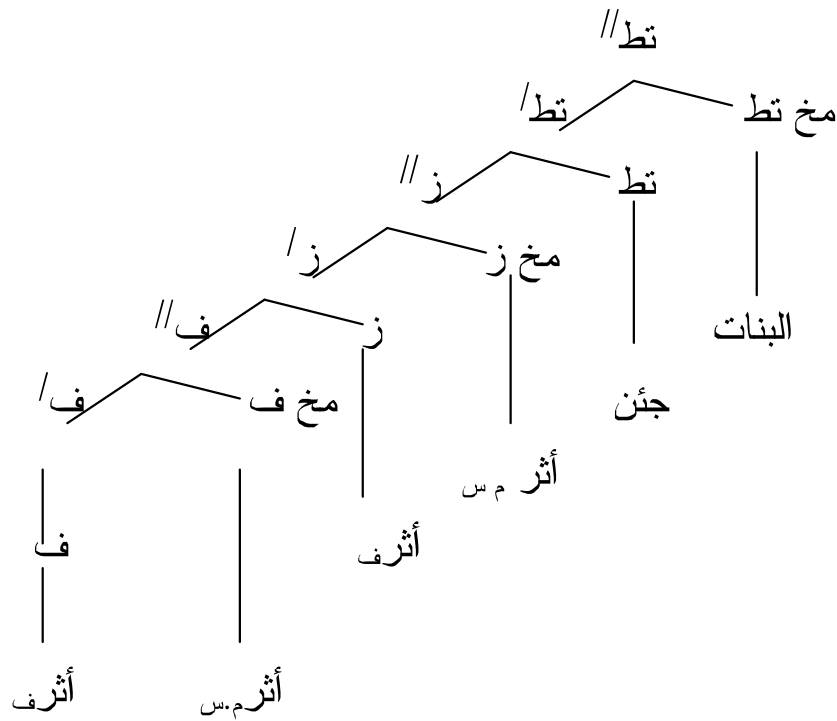 تط//
مخ تط
تط/
تط
ز//
مخ ز
ز/
البنات
ز
ف//
جئن
مخ ف
ف/
أثر م س
ف
أثرف
أثرم.س
أثرف